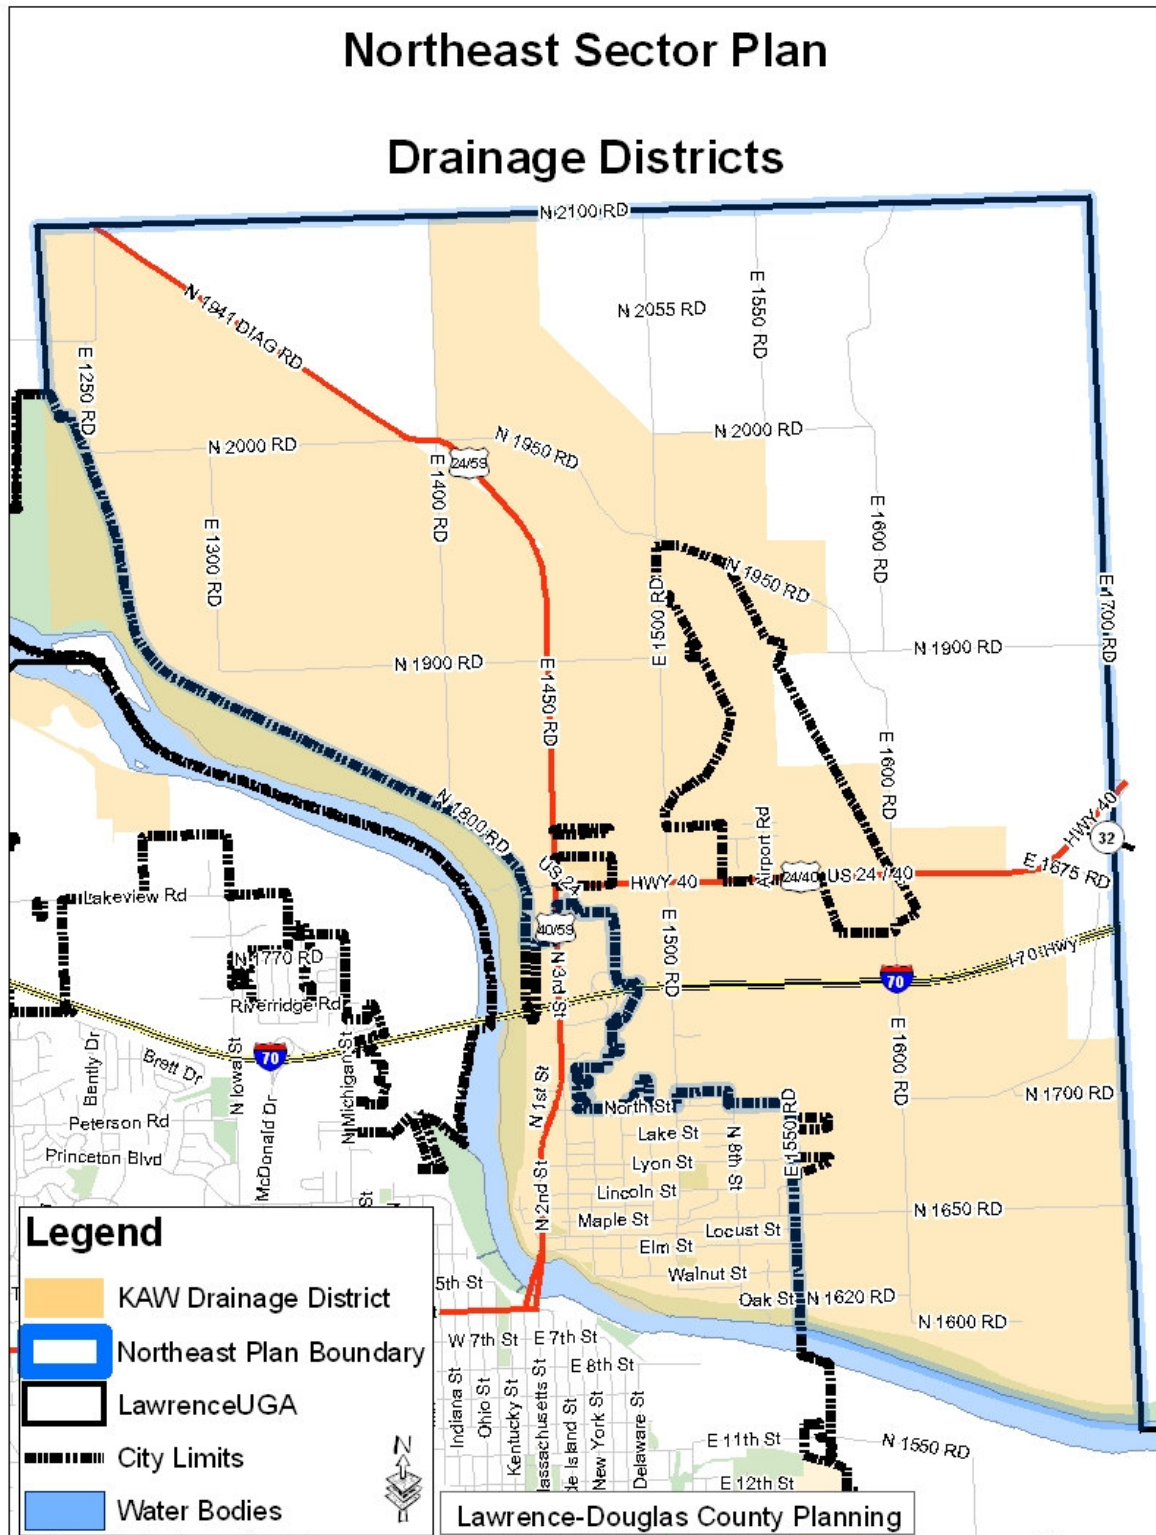 Northeast Sector Plan
Drainage Districts
N 2100 RD
N 1941 DIAG RD
N 2055 RD
E 1550 RD
E 1250 RD
N 2000 RD
24/59
N 1950 RD
N 2000 RD
E 1400 RD
E 1300 RD
E 1600 RD
N 1950 RD
E 1500 RD
E 1700 RD
N 1900 RD
N 1900 RD
E 1450 RD
E 1600 RD
N 1800 RD
Airport Rd
HWY 40
32
US 24
HWY 40
24/40
US 24 / 40
E 1675 RD
Lakeview Rd
40/59
E 1500 RD
N 1770 RD
N 3rd St
I-70 Hwy
70
Riverridge Rd
70
Bently Dr
Brett Dr
N Iowa St
N Michigan St
E 1600 RD
McDonald Dr
N 1st St
North St
E 1550 RD
N 1700 RD
Peterson Rd
Lake St
N 8th St
Princeton Blvd
Lyon St
N 2nd St
Lincoln St
Maple St
Locust St
N 1650 RD
Elm St
Walnut St
5th St
Oak St
N 1620 RD
N 1600 RD
W 7th St
E 7th St
E 8th St
Indiana St
Ohio St
Kentucky St
assachusetts St
de Island St
New York St
Delaware St
E 11th St
N 1550 RD
E 12th St
Legend
KAW Drainage District
Northeast Plan Boundary
LawrenceUGA
City Limits
Water Bodies
N
Lawrence-Douglas County Planning